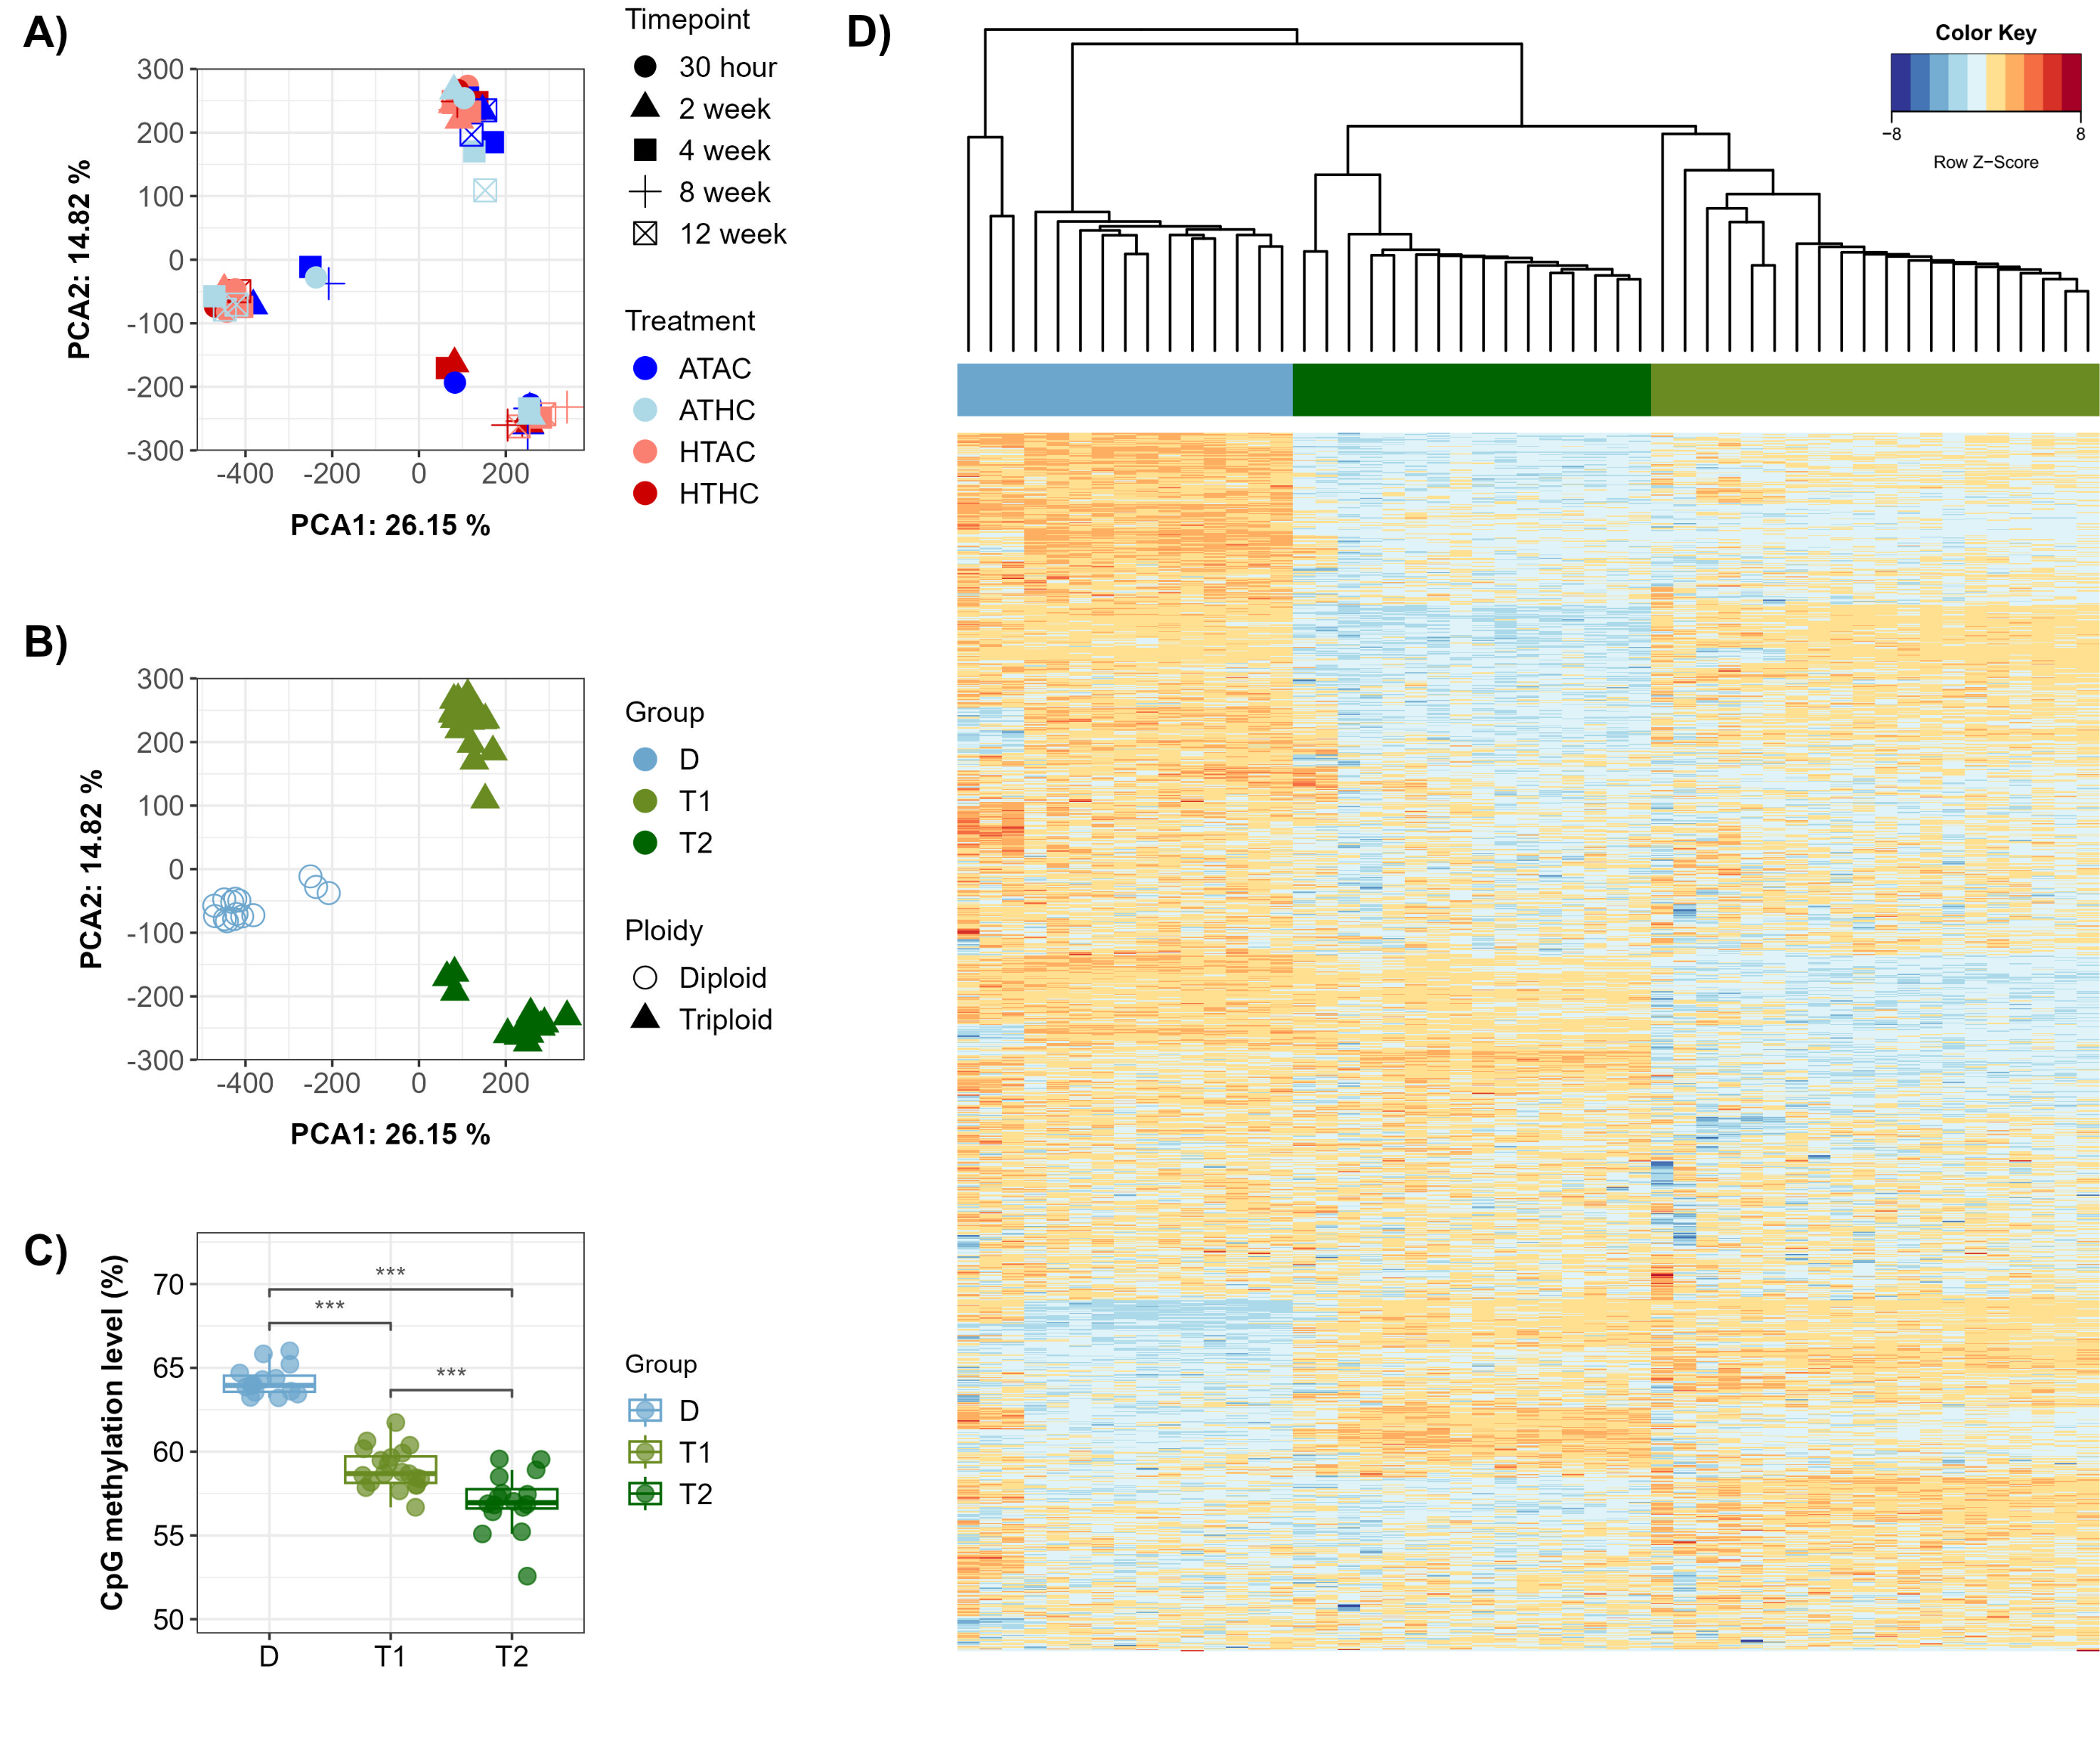 A)
300
200
100
0
-100
-200
-300
-400
-200
0
200
PCA2: 14.82 %
PCA1: 26.15 %
Timepoint
30 hour
2 week
4 week
8 week
12 week
Treatment
ATAC
ATHC
HTAC
HTHC
B)
300
200
100
0
-100
-200
-300
-400
-200
0
200
PCA2: 14.82 %
PCA1: 26.15 %
Group
D
T1
T2
Ploidy
Diploid
Triploid
C)
CpG methylation level (%)
70
65
60
55
50
***
***
***
D
T1
T2
Group
D
T1
T2
D)
Color Key
−8
8
Row Z−Score